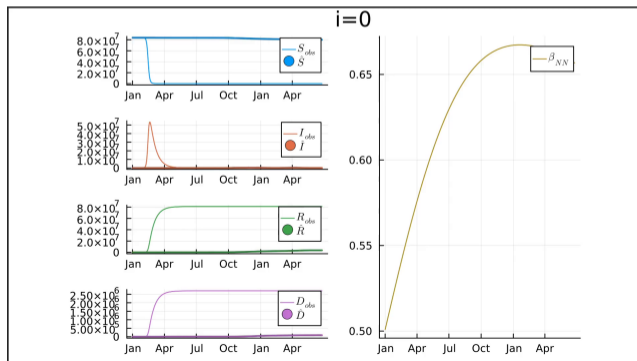 i=0
8.0×10⁷
6.0×10⁷
4.0×10⁷
2.0×10⁷
0
Jan Apr Jul Oct Jan Apr
S_obs
Ŝ
5.0×10⁷
4.0×10⁷
3.0×10⁷
2.0×10⁷
1.0×10⁷
0
Jan Apr Jul Oct Jan Apr
I_obs
Î
8.0×10⁷
6.0×10⁷
4.0×10⁷
2.0×10⁷
0
Jan Apr Jul Oct Jan Apr
R_obs
R̂
2.50×10⁶
2.00×10⁶
1.50×10⁶
1.00×10⁶
5.00×10⁵
0
Jan Apr Jul Oct Jan Apr
D_obs
D̂
0.65
0.60
0.55
0.50
Jan Apr Jul Oct Jan Apr
β_NN